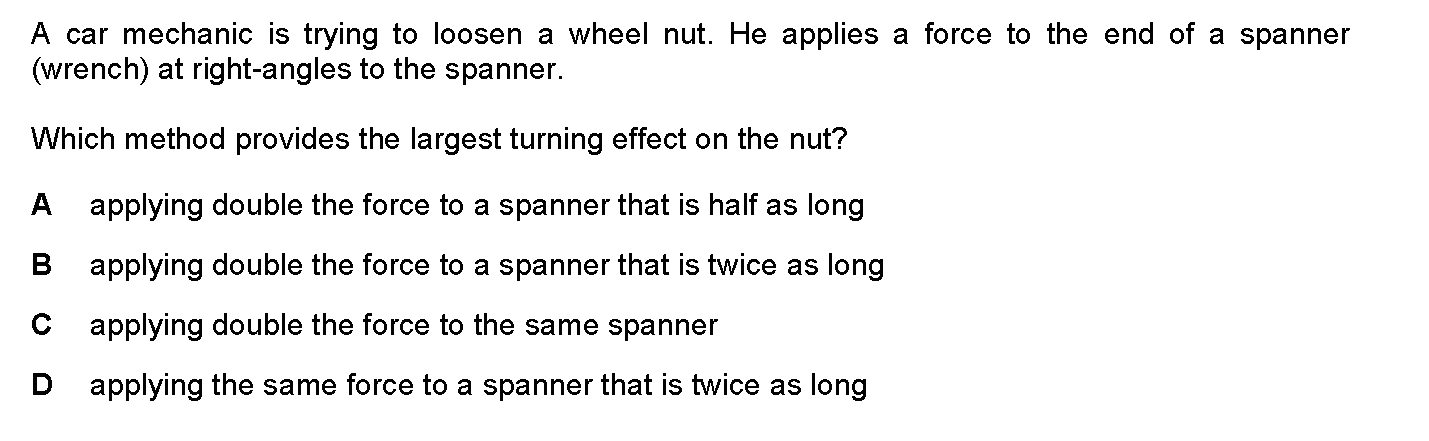 A car mechanic is trying to loosen a wheel nut. He applies a force to the end of a spanner
(wrench) at right-angles to the spanner.
Which method provides the largest turning effect on the nut?
A applying double the force to a spanner that is half as long
B applying double the force to a spanner that is twice as long
C applying double the force to the same spanner
D applying the same force to a spanner that is twice as long